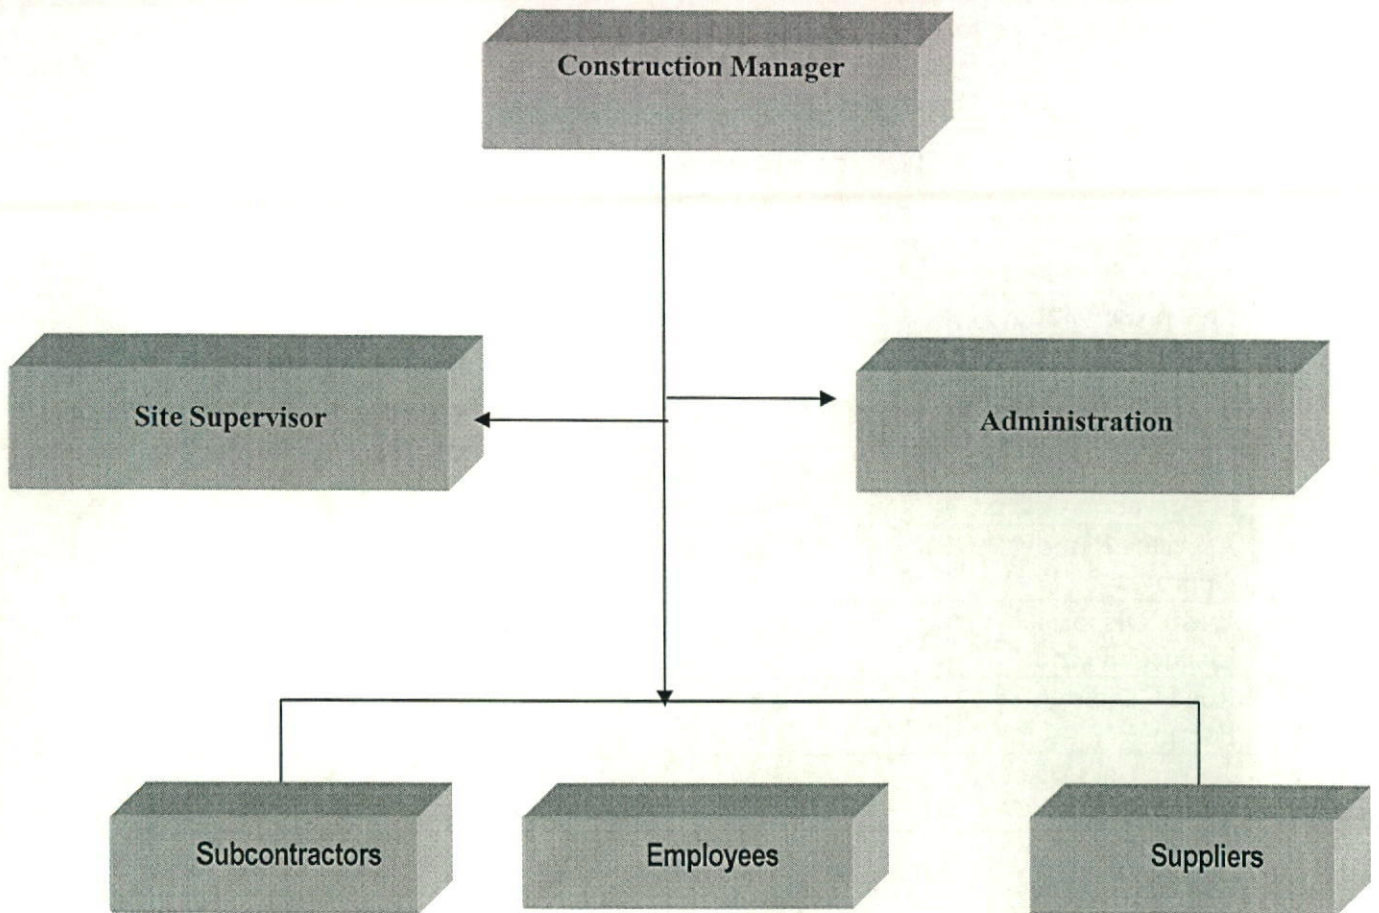 Construction Manager
Site Supervisor
Administration
Subcontractors
Employees
Suppliers